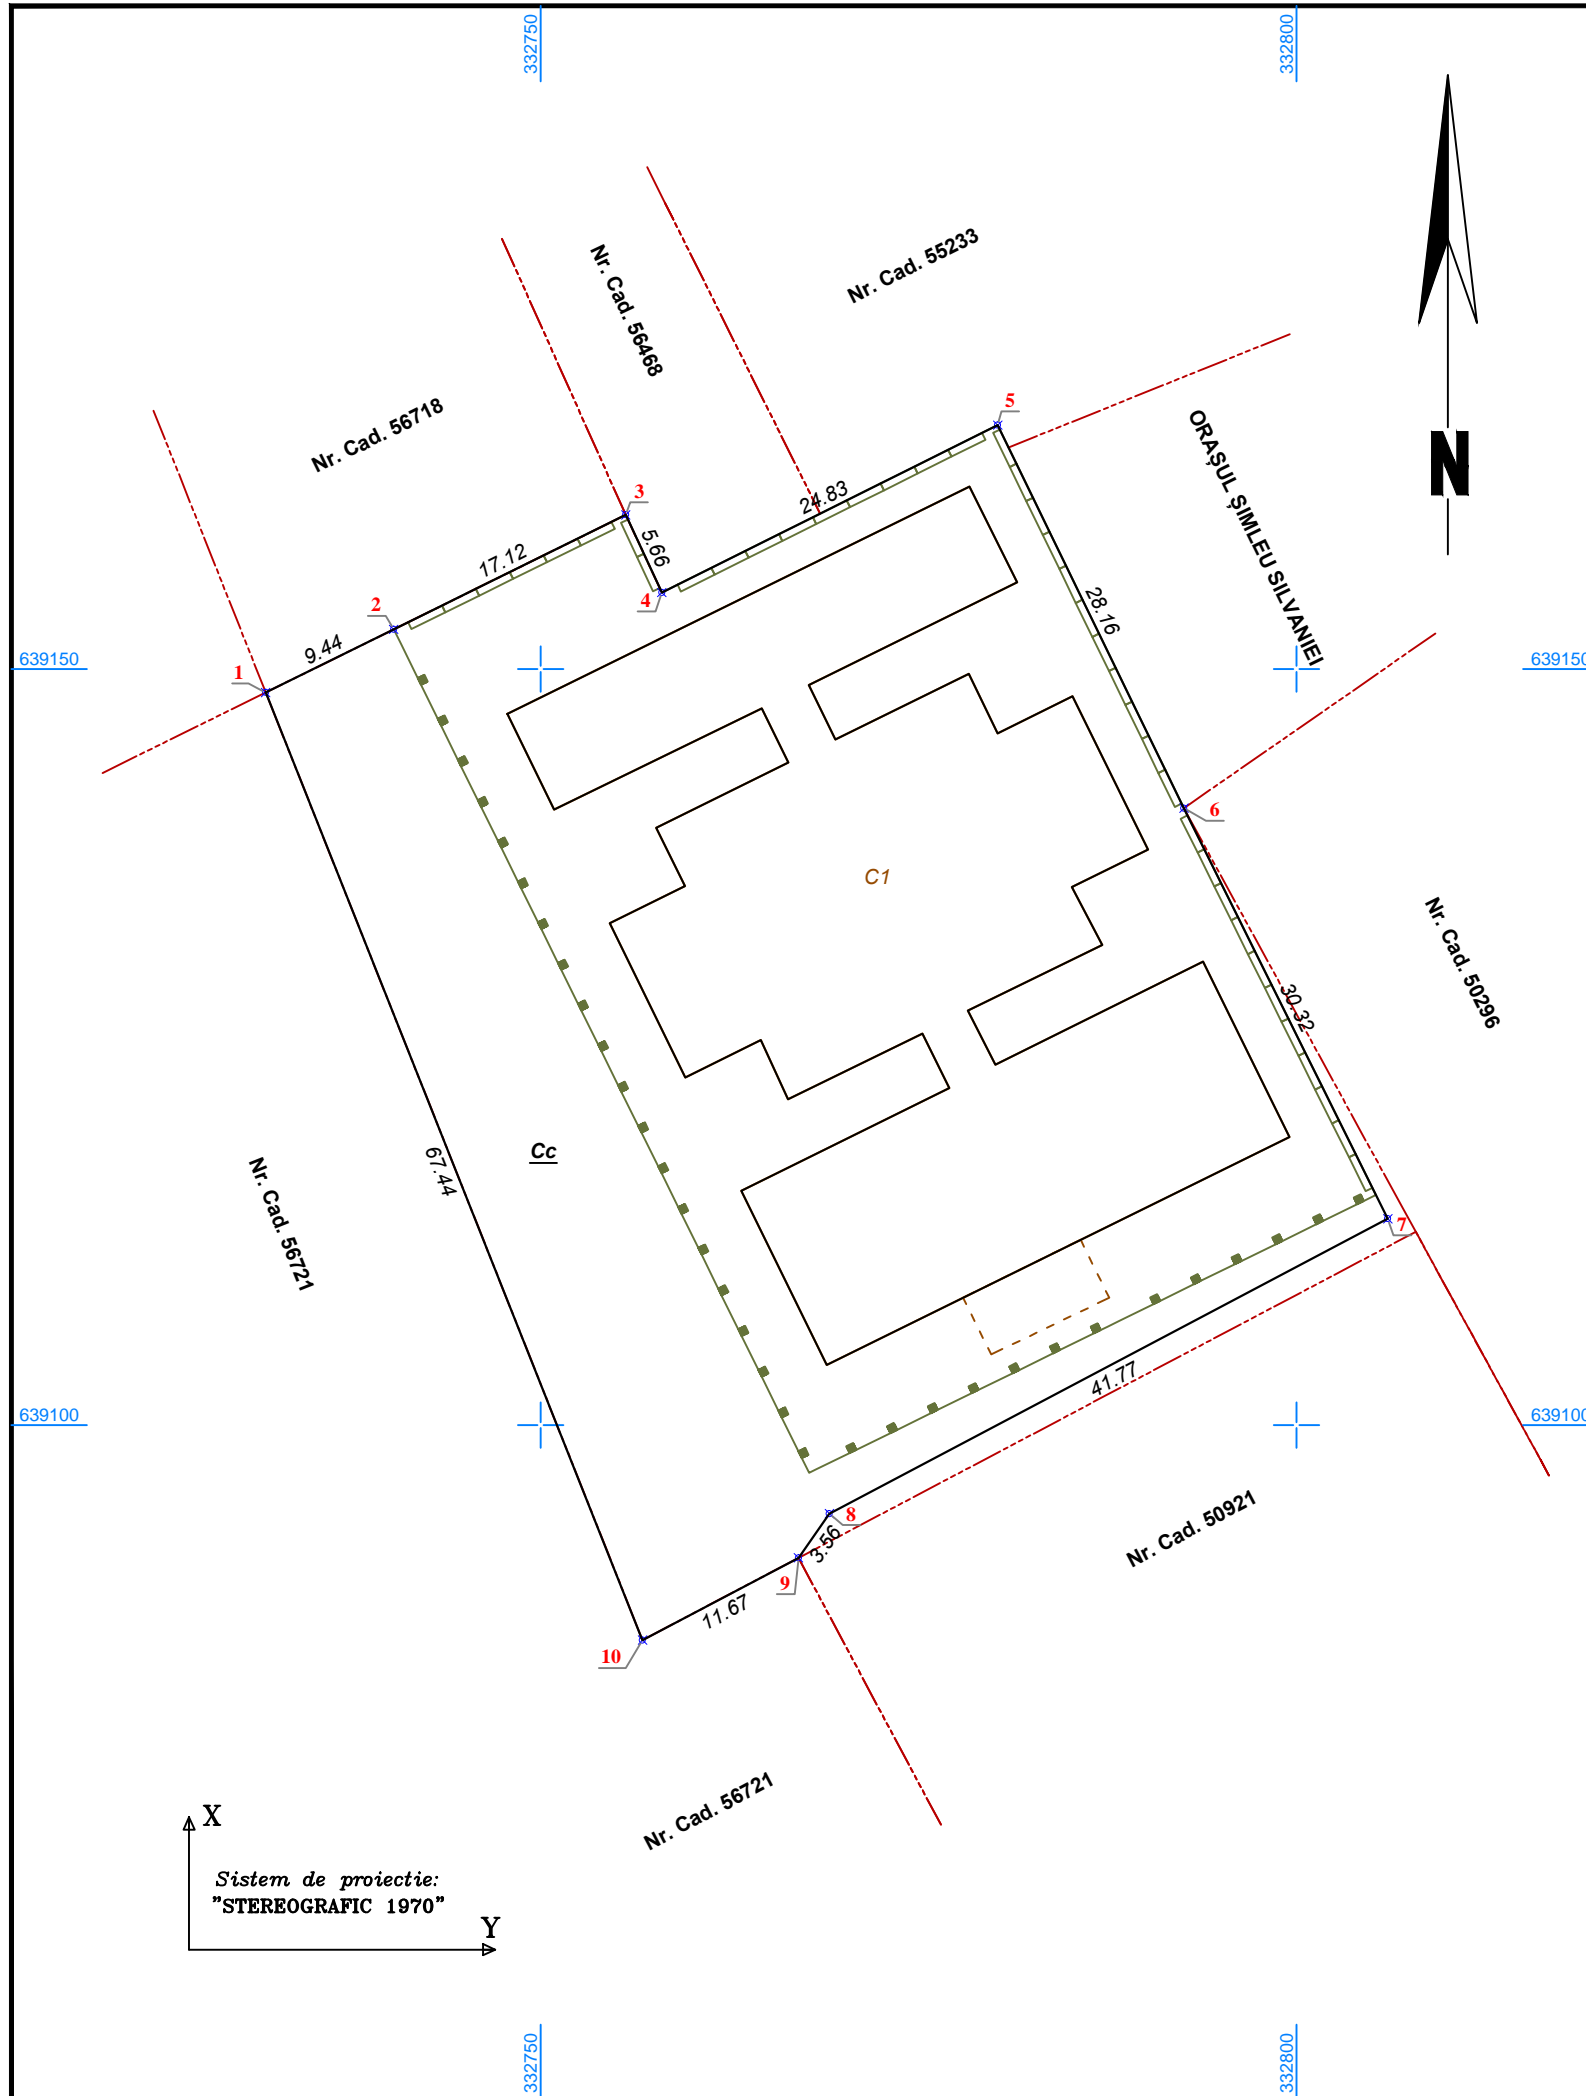 332750
332800
Nr. Cad. 55233
Nr. Cad. 56468
Nr. Cad. 56718
N
5
ORAȘUL ȘIMLEU SILVANIEI
3
24.83
5.66
17.12
2
4
28.16
9.44
639150
1
639150
6
C1
Nr. Cad. 50296
30.32
Cc
67.44
Nr. Cad. 56721
7
41.77
639100
639100
8
3.56
Nr. Cad. 50921
9
11.67
10
Nr. Cad. 56721
X
Sistem de proiectie:
"STEREOGRAFIC 1970"
Y
332750
332800